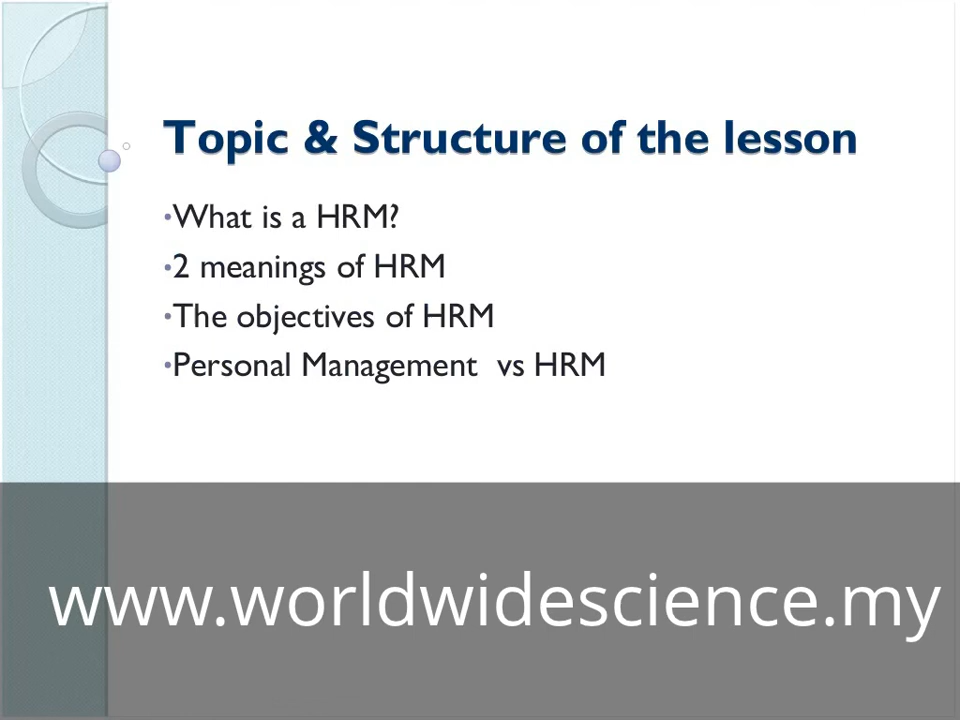 Topic & Structure of the lesson
•What is a HRM?
•2 meanings of HRM
•The objectives of HRM
•Personal Management  vs HRM
www.worldwidescience.my